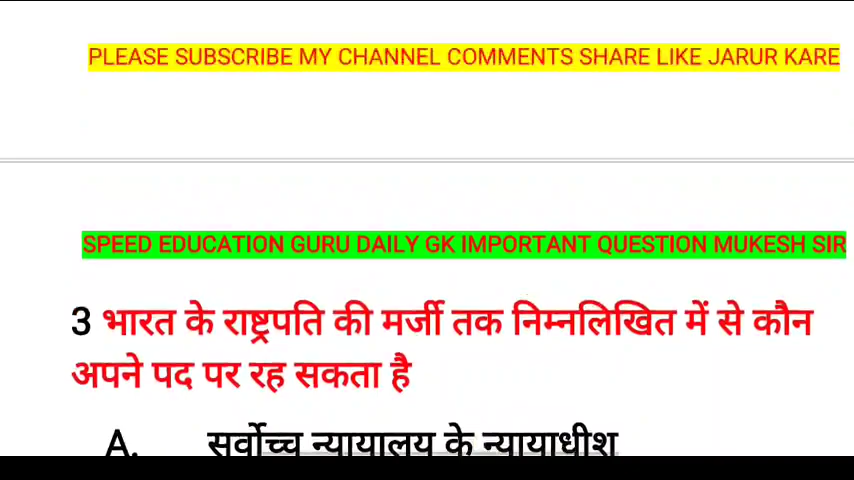 PLEASE SUBSCRIBE MY CHANNEL COMMENTS SHARE LIKE JARUR KARE
SPEED EDUCATION GURU DAILY GK IMPORTANT QUESTION MUKESH SIR
3 भारत के राष्ट्रपति की मर्जी तक निम्नलिखित में से कौन
अपने पद पर रह सकता है
A. सर्वोच्च न्यायालय के न्यायाधीश